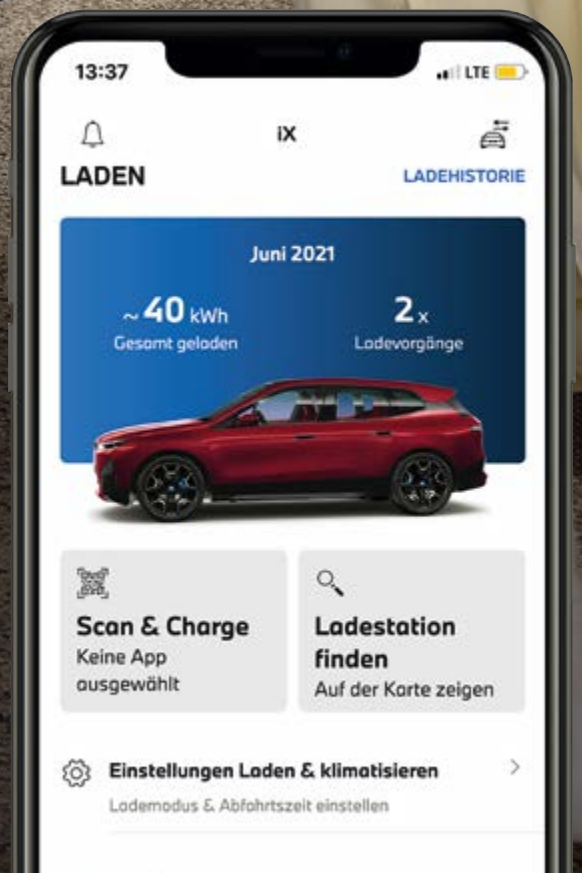 13:37
LTE
iX
LADEN
LADEHISTORIE
Juni 2021
~ 40 kWh
2 x
Gesamt geladen
Ladevorgänge
Scan & Charge
Keine App
ausgewählt
Ladestation
finden
Auf der Karte zeigen
Einstellungen Laden & klimatisieren
Lademodus & Abfahrtszeit einstellen